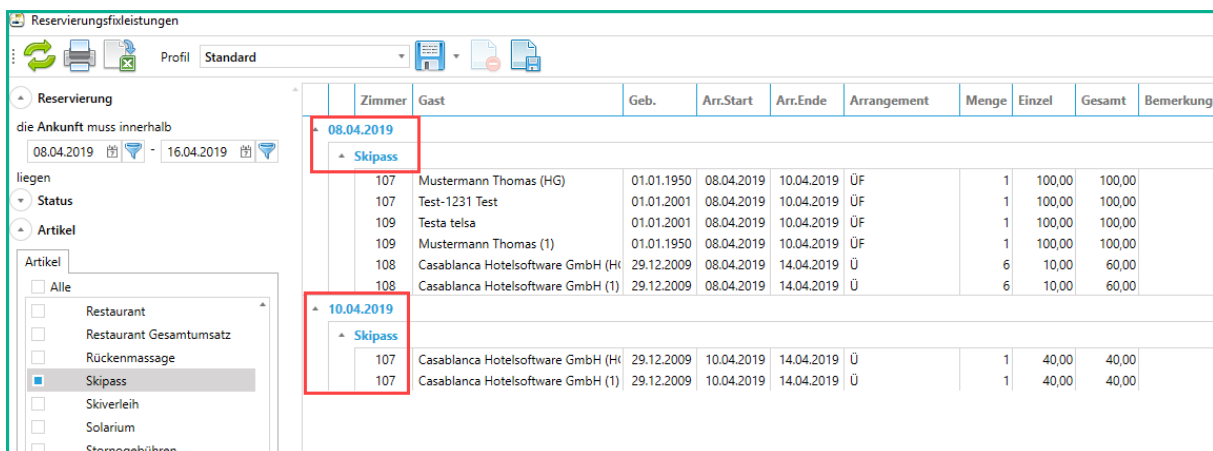 Reservierungsfixleistungen
Profil Standard
Reservierung
die Ankunft muss innerhalb
08.04.2019 - 16.04.2019
liegen
Status
Artikel
Artikel
Alle
Restaurant
Restaurant Gesamtumsatz
Rückenmassage
Skipass
Skiverleih
Solarium
Stornogebühren
Zimmer Gast Geb. Arr.Start Arr.Ende Arrangement Menge Einzel Gesamt Bemerkung
08.04.2019
Skipass
107 Mustermann Thomas (HG) 01.01.1950 08.04.2019 10.04.2019 ÜF 1 100,00 100,00
107 Test-1231 Test 01.01.2001 08.04.2019 10.04.2019 ÜF 1 100,00 100,00
109 Testa telsa 01.01.2001 08.04.2019 10.04.2019 ÜF 1 100,00 100,00
109 Mustermann Thomas (1) 01.01.1950 08.04.2019 10.04.2019 ÜF 1 100,00 100,00
108 Casablanca Hotelsoftware GmbH (H 29.12.2009 08.04.2019 14.04.2019 Ü 6 10,00 60,00
108 Casablanca Hotelsoftware GmbH (1) 29.12.2009 08.04.2019 14.04.2019 Ü 6 10,00 60,00
10.04.2019
Skipass
107 Casablanca Hotelsoftware GmbH (H 29.12.2009 10.04.2019 14.04.2019 Ü 1 40,00 40,00
107 Casablanca Hotelsoftware GmbH (1) 29.12.2009 10.04.2019 14.04.2019 Ü 1 40,00 40,00